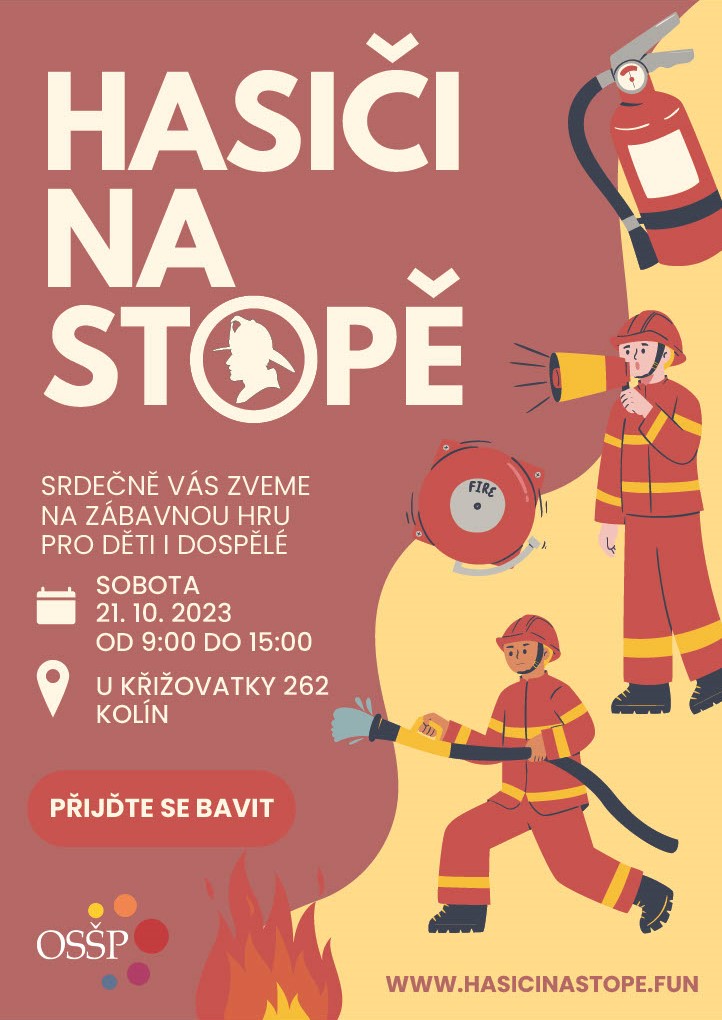 HASIČI
NA
STOPĚ
SRDEČNĚ VÁS ZVEME
NA ZÁBAVNOU HRU
PRO DĚTI I DOSPĚLÉ
SOBOTA
21. 10. 2023
OD 9:00 DO 15:00
U KŘIŽOVATKY 262
KOLÍN
PŘIJĎTE SE BAVIT
FIRE
OSŠP
WWW.HASICINASTOPE.FUN